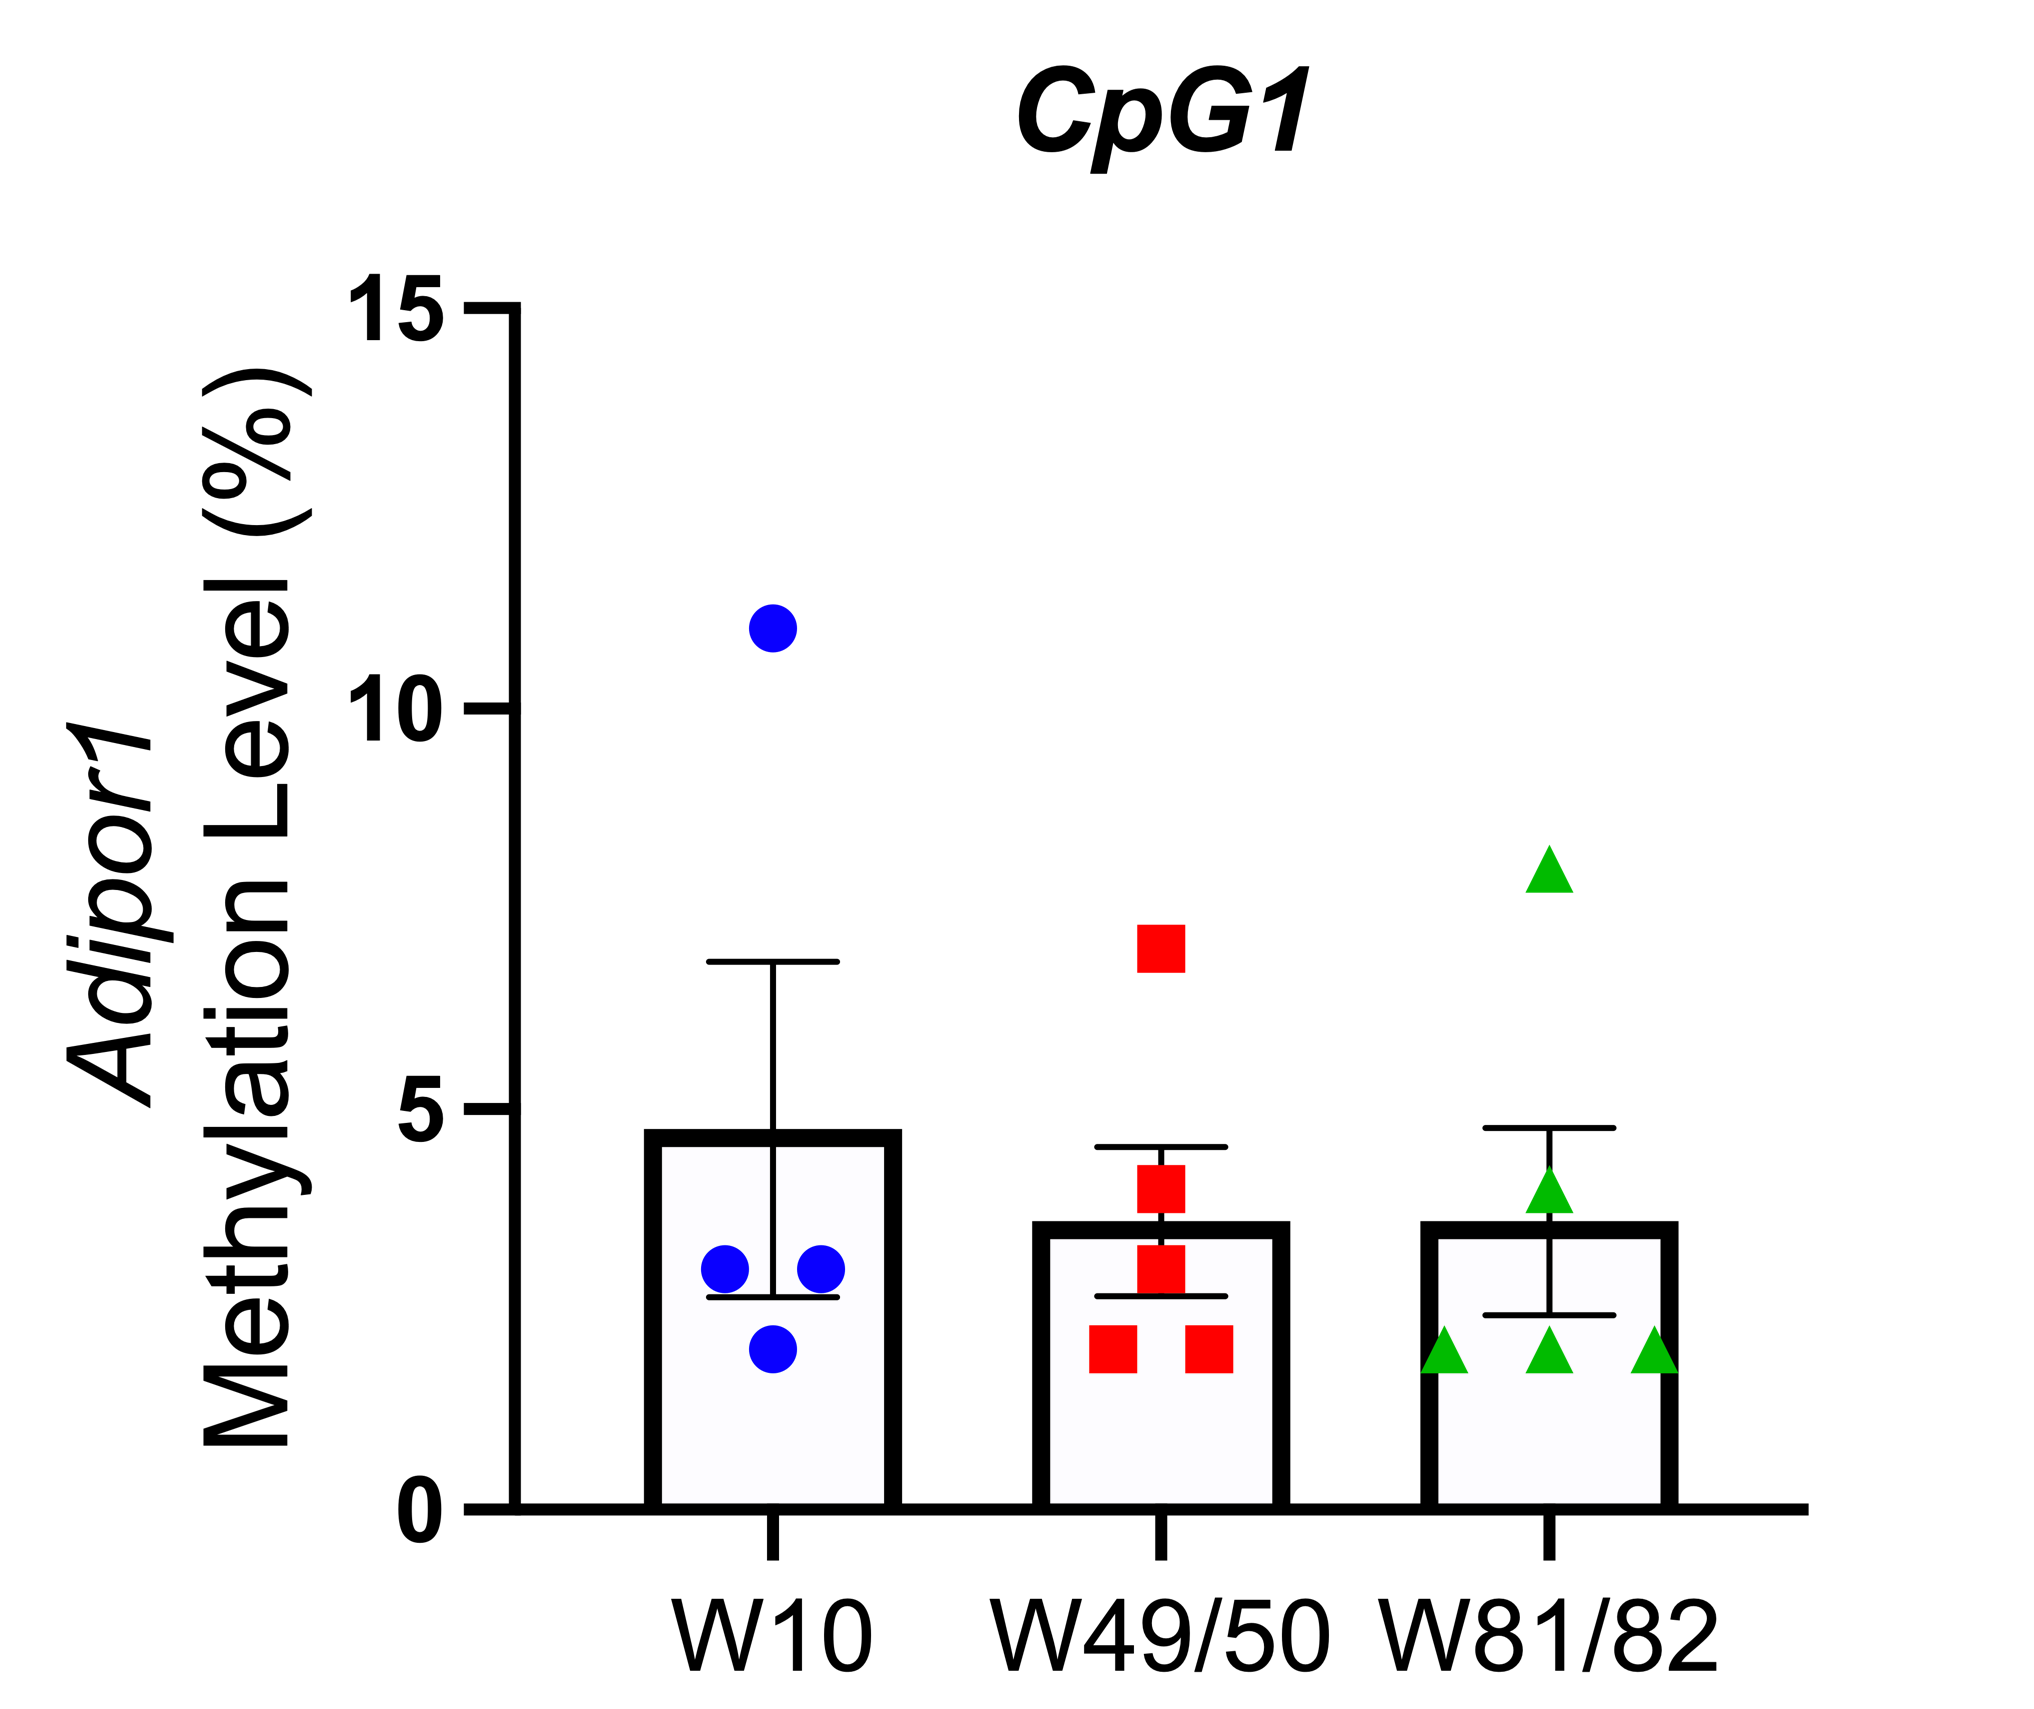 CpG1
Adipor1
Methylation Level (%)
15
10
5
0
W10
W49/50
W81/82